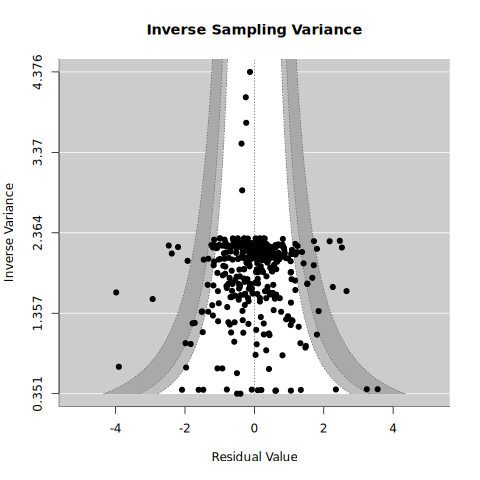 Inverse Sampling Variance
4.376
3.37
2.364
1.357
0.351
Inverse Variance
-4 -2 0 2 4
Residual Value